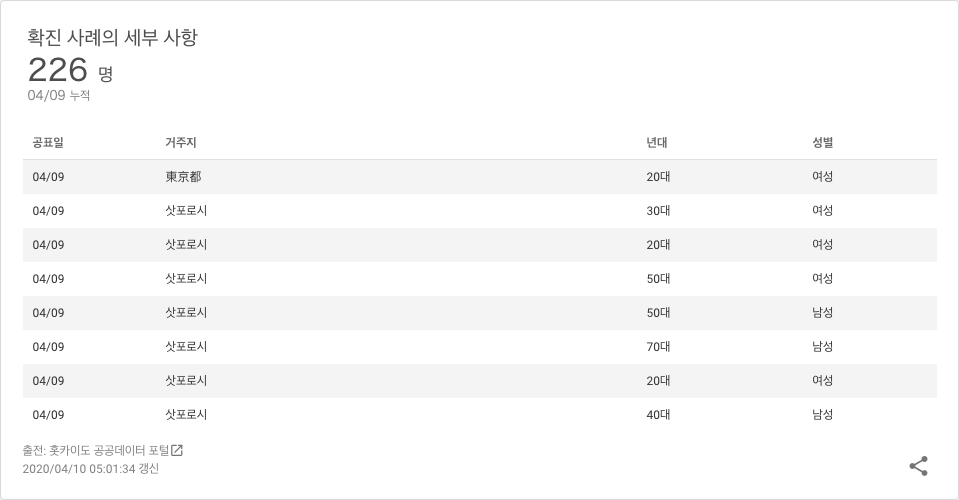 확진 사례의 세부 사항
226 명
04/09 누적
공표일 거주지 년대 성별
04/09 東京都 20대 여성
04/09 삿포로시 30대 여성
04/09 삿포로시 20대 여성
04/09 삿포로시 50대 여성
04/09 삿포로시 50대 남성
04/09 삿포로시 70대 남성
04/09 삿포로시 20대 여성
04/09 삿포로시 40대 남성
출전: 홋카이도 공공데이터 포털
2020/04/10 05:01:34 갱신